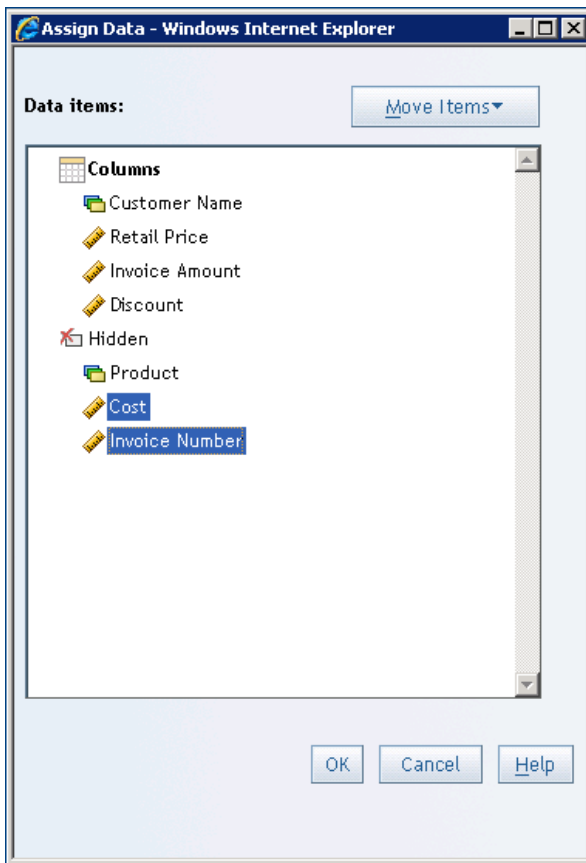 Assign Data - Windows Internet Explorer
Data items:
Move Items
Columns
Customer Name
Retail Price
Invoice Amount
Discount
Hidden
Product
Cost
Invoice Number
OK
Cancel
Help